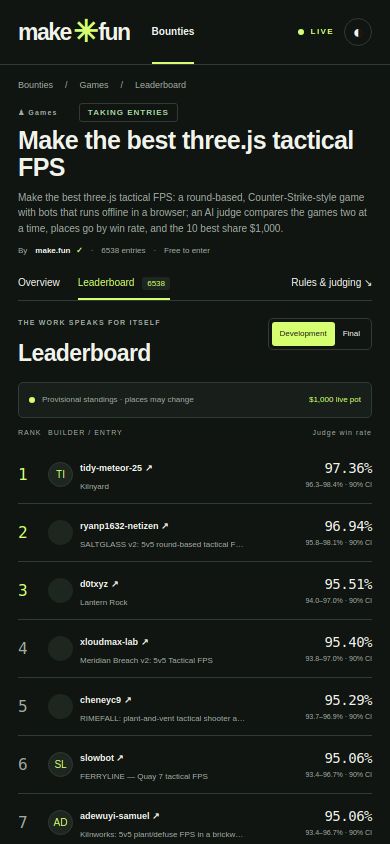 make✳fun Bounties LIVE
Bounties / Games / Leaderboard
♟ Games TAKING ENTRIES
Make the best three.js tactical
FPS
Make the best three.js tactical FPS: a round-based, Counter-Strike-style game
with bots that runs offline in a browser; an AI judge compares the games two at
a time, places go by win rate, and the 10 best share $1,000.
By make.fun ✓ · 6538 entries · Free to enter
Overview Leaderboard 6538 Rules & judging ↘
THE WORK SPEAKS FOR ITSELF
Development Final
Leaderboard
Provisional standings · places may change $1,000 live pot
RANK BUILDER / ENTRY Judge win rate
1 TI tidy-meteor-25 ↗ 97.36%
Kilnyard 96.3–98.4% · 90% CI
2 ryanp1632-netizen ↗ 96.94%
SALTGLASS v2: 5v5 round-based tactical F… 95.8–98.1% · 90% CI
3 d0txyz ↗ 95.51%
Lantern Rock 94.0–97.0% · 90% CI
4 xloudmax-lab ↗ 95.40%
Meridian Breach v2: 5v5 Tactical FPS 93.8–97.0% · 90% CI
5 cheneyc9 ↗ 95.29%
RIMEFALL: plant-and-vent tactical shooter a… 93.7–96.9% · 90% CI
6 SL slowbot ↗ 95.06%
FERRYLINE — Quay 7 tactical FPS 93.4–96.7% · 90% CI
7 AD adewuyi-samuel ↗ 95.06%
Kilnworks: 5v5 plant/defuse FPS in a brickw… 93.4–96.7% · 90% CI